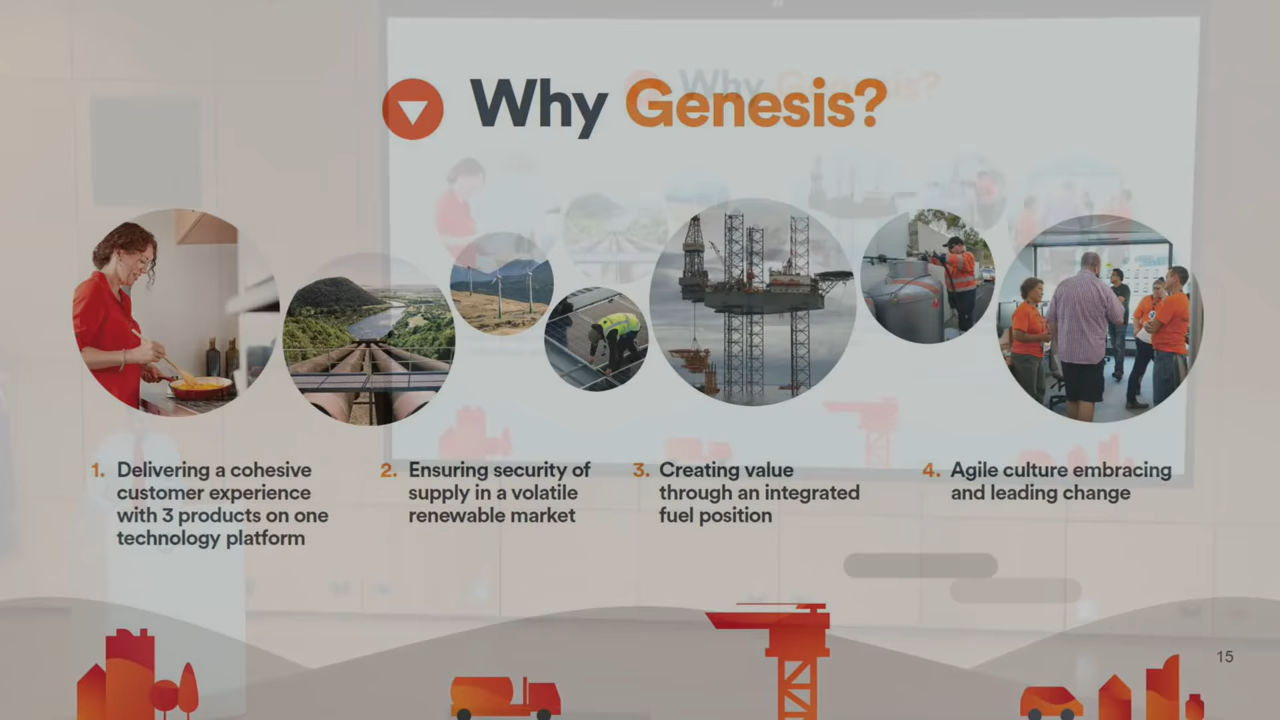 Why Genesis?
1. Delivering a cohesive
customer experience
with 3 products on one
technology platform
2. Ensuring security of
supply in a volatile
renewable market
3. Creating value
through an integrated
fuel position
4. Agile culture embracing
and leading change
15
Why Genesis?